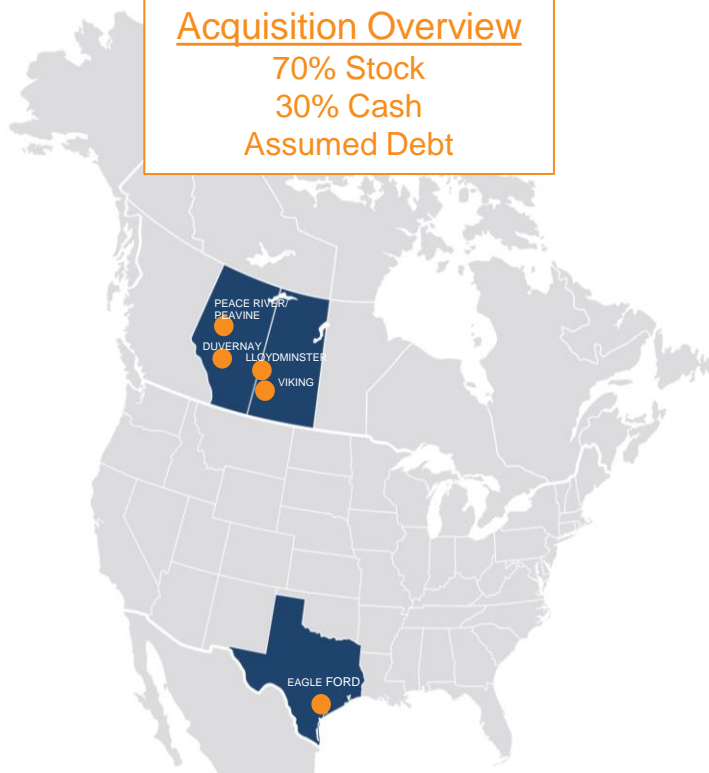 Acquisition Overview
70% Stock
30% Cash
Assumed Debt
PEACE RIVER/
PEAVINE
DUVERNAY
LLOYDMINSTER
VIKING
EAGLE FORD